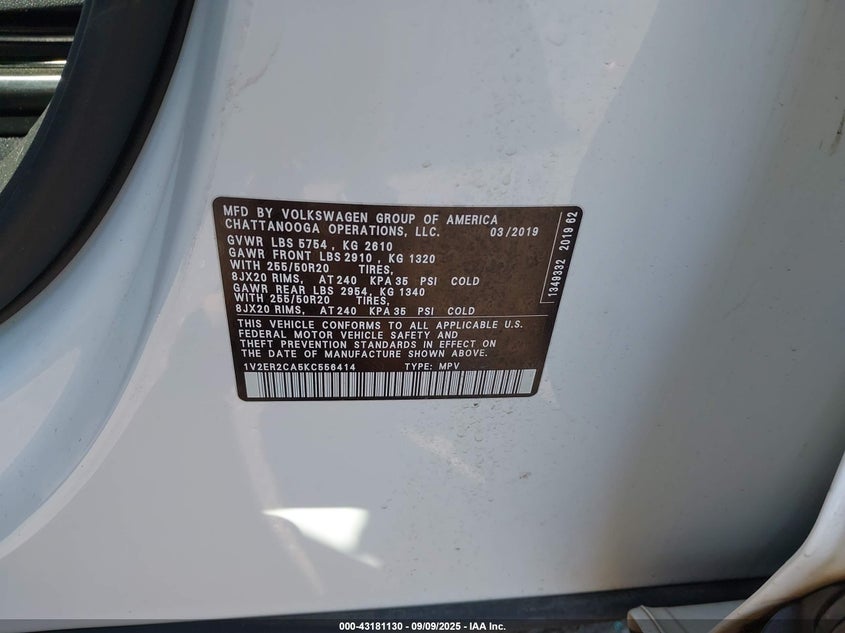 MFD BY VOLKSWAGEN GROUP OF AMERICA
CHATTANOOGA OPERATIONS, LLC. 03/2019
GVWR LBS 5754 , KG 2610
GAWR FRONT LBS 2910 , KG 1320
WITH 255/50R20 TIRES,
8JX20 RIMS, AT 240 KPA 35 PSI COLD
GAWR REAR LBS 2954, KG 1340
WITH 255/50R20 TIRES,
8JX20 RIMS, AT 240 KPA 35 PSI COLD
THIS VEHICLE CONFORMS TO ALL APPLICABLE U.S.
FEDERAL MOTOR VEHICLE SAFETY AND
THEFT PREVENTION STANDARDS IN EFFECT ON
THE DATE OF MANUFACTURE SHOWN ABOVE.
1V2ER2CA5KC556414 TYPE: MPV
1349332 2019 62
000-43181130 - 09/09/2025 - IAA Inc.